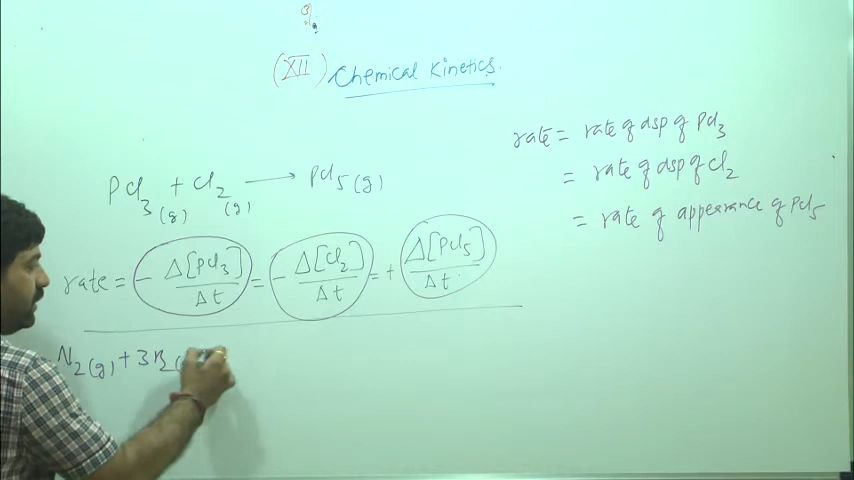 (XII) Chemical Kinetics.
PCl3(g) + Cl2(g) → PCl5(g)
rate = - Δ[PCl3]/Δt = - Δ[Cl2]/Δt = + Δ[PCl5]/Δt
rate = rate of dsp of PCl3
= rate of dsp of Cl2
= rate of appearance of PCl5
N2(g) + 3H2(